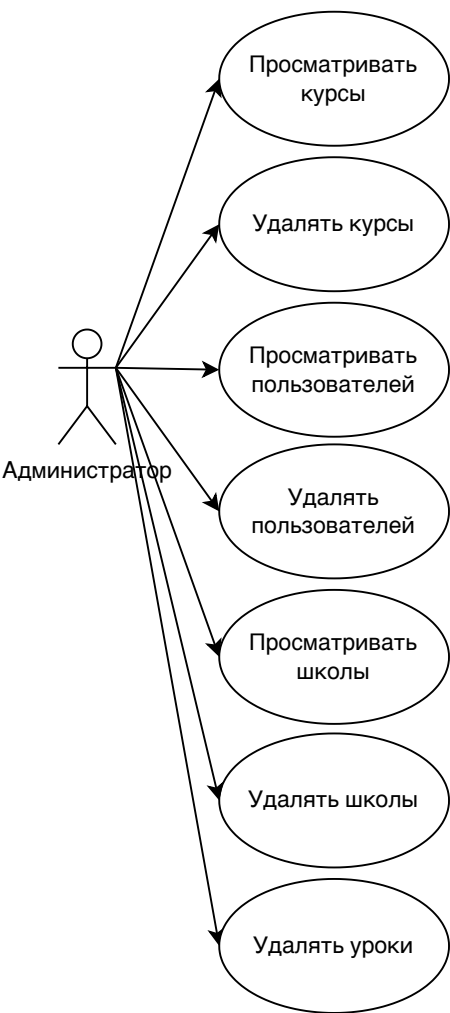 Просматривать
курсы
Удалять курсы
Просматривать
пользователей
Администратор
Удалять
пользователей
Просматривать
школы
Удалять школы
Удалять уроки